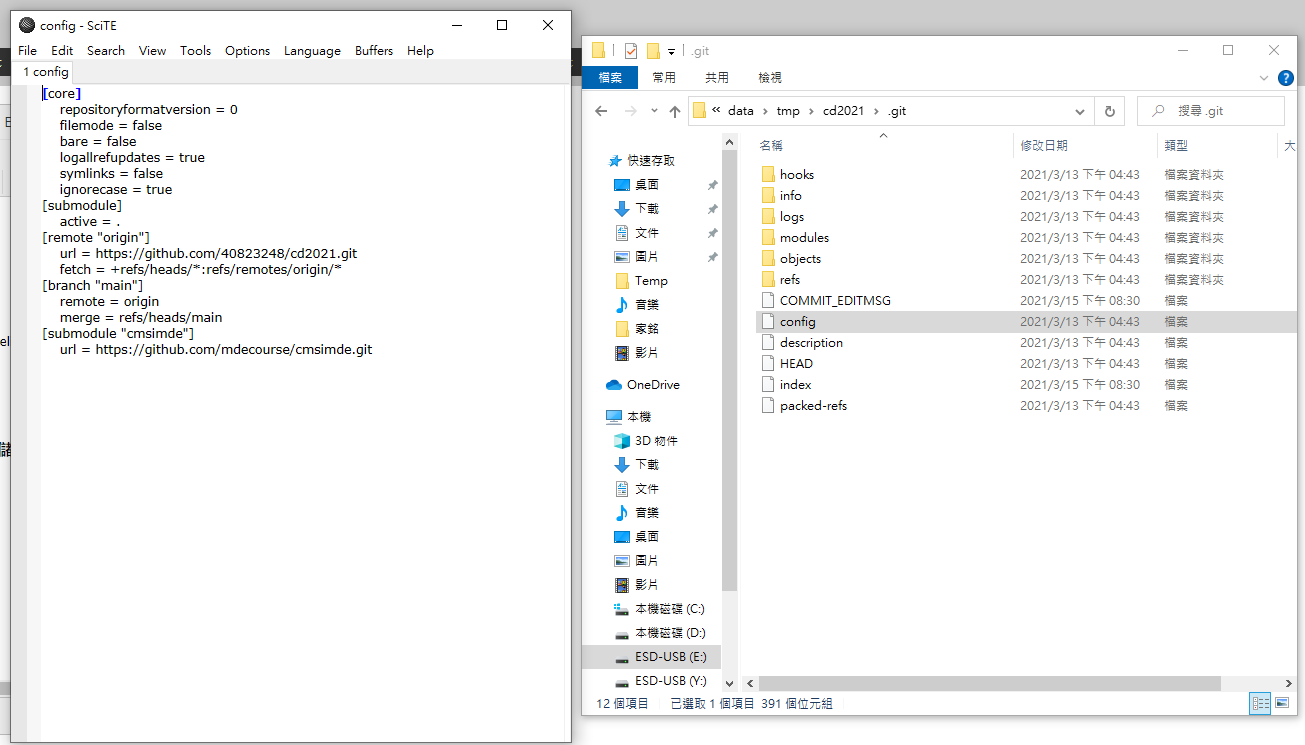 config - SciTE
File Edit Search View Tools Options Language Buffers Help
1 config
[core]
repositoryformatversion = 0
filemode = false
bare = false
logallrefupdates = true
symlinks = false
ignorecase = true
[submodule]
active = .
[remote "origin"]
url = https://github.com/40823248/cd2021.git
fetch = +refs/heads/*:refs/remotes/origin/*
[branch "main"]
remote = origin
merge = refs/heads/main
[submodule "cmsimde"]
url = https://github.com/mdecourse/cmsimde.git
.git
檔案 常用 共用 檢視
« data › tmp › cd2021 › .git
搜尋 .git
快速存取
桌面
下載
文件
圖片
Temp
音樂
家銘
影片
OneDrive
本機
3D 物件
下載
文件
音樂
桌面
圖片
影片
本機磁碟 (C:)
本機磁碟 (D:)
ESD-USB (E:)
ESD-USB (Y:)
名稱 修改日期 類型 大
hooks 2021/3/13 下午 04:43 檔案資料夾
info 2021/3/13 下午 04:43 檔案資料夾
logs 2021/3/13 下午 04:43 檔案資料夾
modules 2021/3/13 下午 04:43 檔案資料夾
objects 2021/3/13 下午 04:43 檔案資料夾
refs 2021/3/13 下午 04:43 檔案資料夾
COMMIT_EDITMSG 2021/3/15 下午 08:30 檔案
config 2021/3/13 下午 04:43 檔案
description 2021/3/13 下午 04:43 檔案
HEAD 2021/3/13 下午 04:43 檔案
index 2021/3/15 下午 08:30 檔案
packed-refs 2021/3/13 下午 04:43 檔案
12 個項目 已選取 1 個項目 391 個位元組